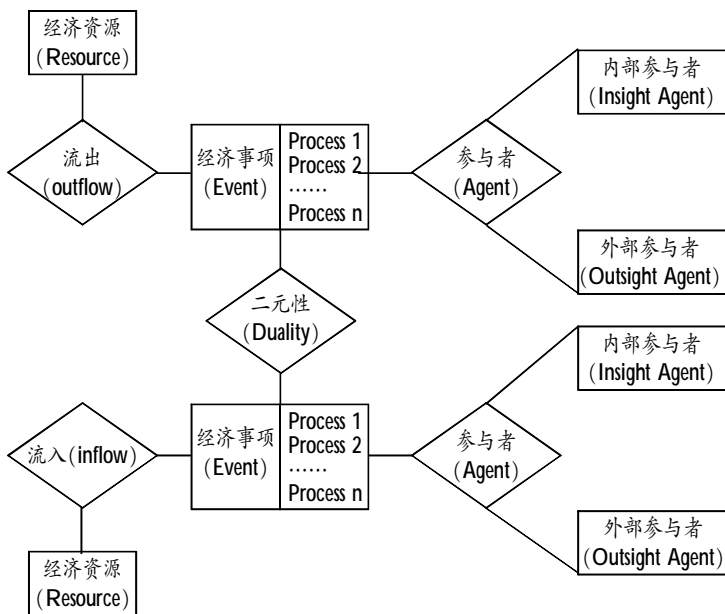 经济资源
(Resource)
内部参与者
(Insight Agent)
流出
(outflow)
经济事项
(Event)
Process 1
Process 2
……
Process n
参与者
(Agent)
外部参与者
(Outsight Agent)
二元性
(Duality)
内部参与者
(Insight Agent)
流入(inflow)
经济事项
(Event)
Process 1
Process 2
……
Process n
参与者
(Agent)
外部参与者
(Outsight Agent)
经济资源
(Resource)